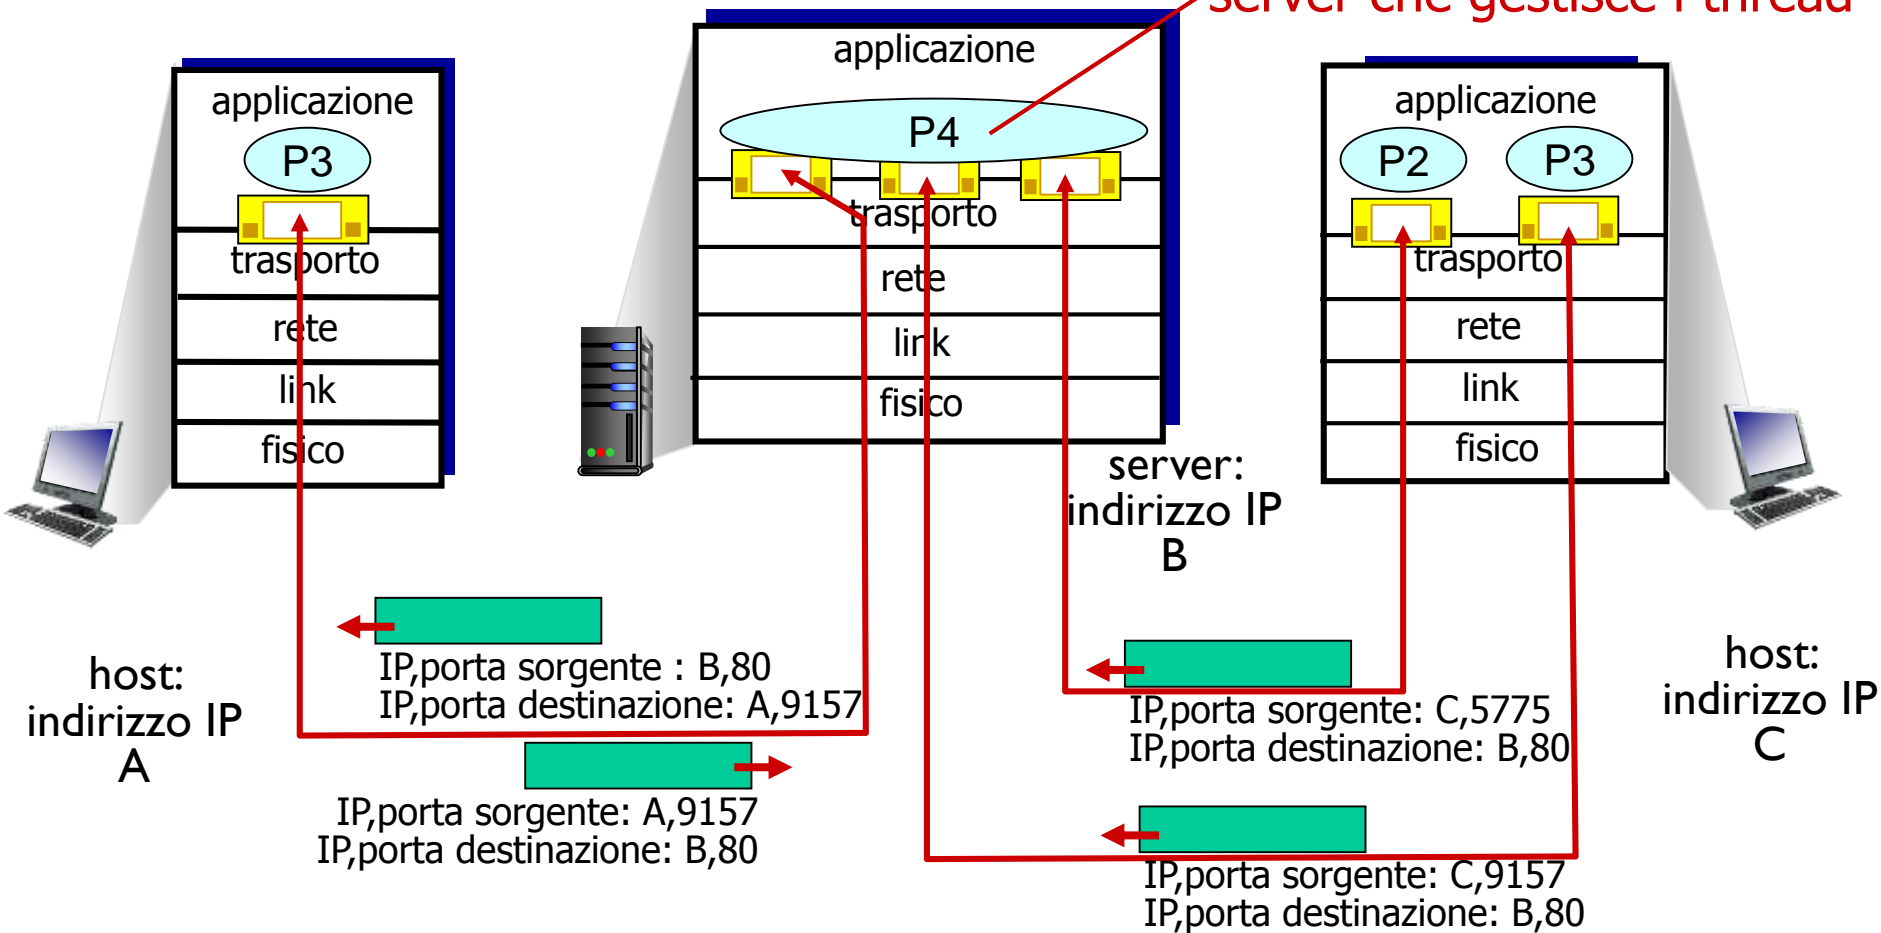 server che gestisce i thread
applicazione
P3
trasporto
rete
link
fisico
host:
indirizzo IP
A
applicazione
P4
trasporto
rete
link
fisico
server:
indirizzo IP
B
applicazione
P2
P3
trasporto
rete
link
fisico
host:
indirizzo IP
C
IP,porta sorgente : B,80
IP,porta destinazione: A,9157
IP,porta sorgente: A,9157
IP,porta destinazione: B,80
IP,porta sorgente: C,5775
IP,porta destinazione: B,80
IP,porta sorgente: C,9157
IP,porta destinazione: B,80